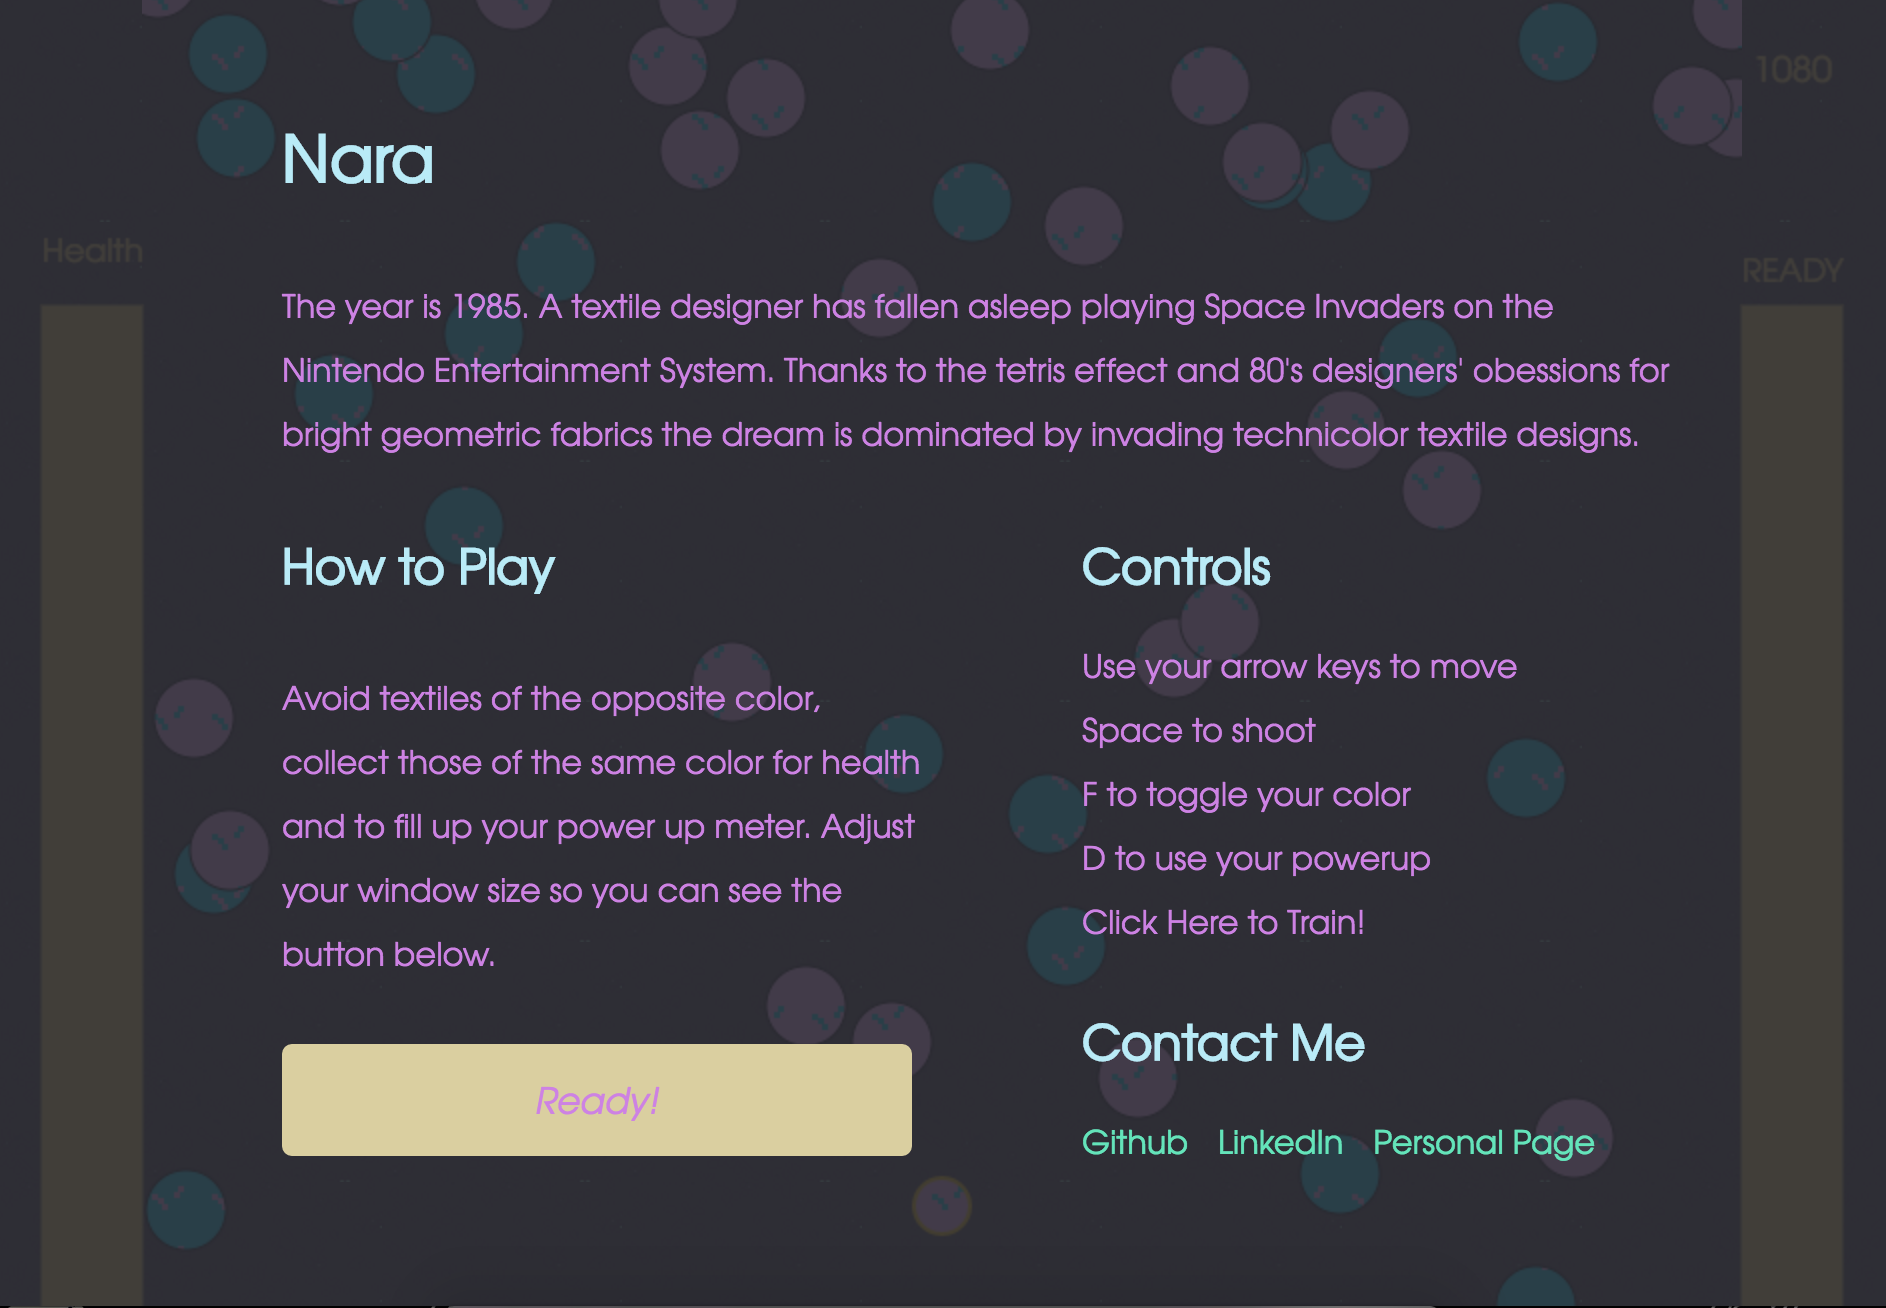 1080
Nara
Health
READY
The year is 1985. A textile designer has fallen asleep playing Space Invaders on the
Nintendo Entertainment System. Thanks to the tetris effect and 80's designers' obessions for
bright geometric fabrics the dream is dominated by invading technicolor textile designs.
How to Play
Avoid textiles of the opposite color,
collect those of the same color for health
and to fill up your power up meter. Adjust
your window size so you can see the
button below.
Ready!
Controls
Use your arrow keys to move
Space to shoot
F to toggle your color
D to use your powerup
Click Here to Train!
Contact Me
Github LinkedIn Personal Page